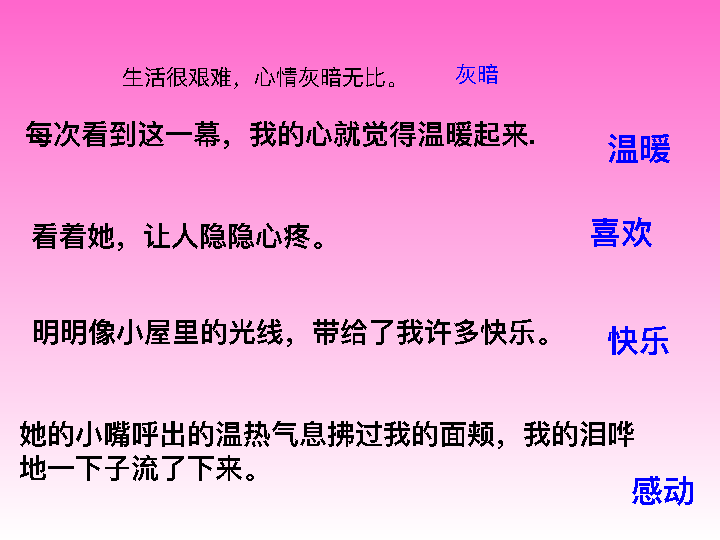 生活很艰难，心情灰暗无比。 灰暗
每次看到这一幕，我的心就觉得温暖起来.
温暖
看着她，让人隐隐心疼。 喜欢
明明像小屋里的光线，带给了我许多快乐。
快乐
她的小嘴呼出的温热气息拂过我的面颊，我的泪哗
地一下子流了下来。
感动